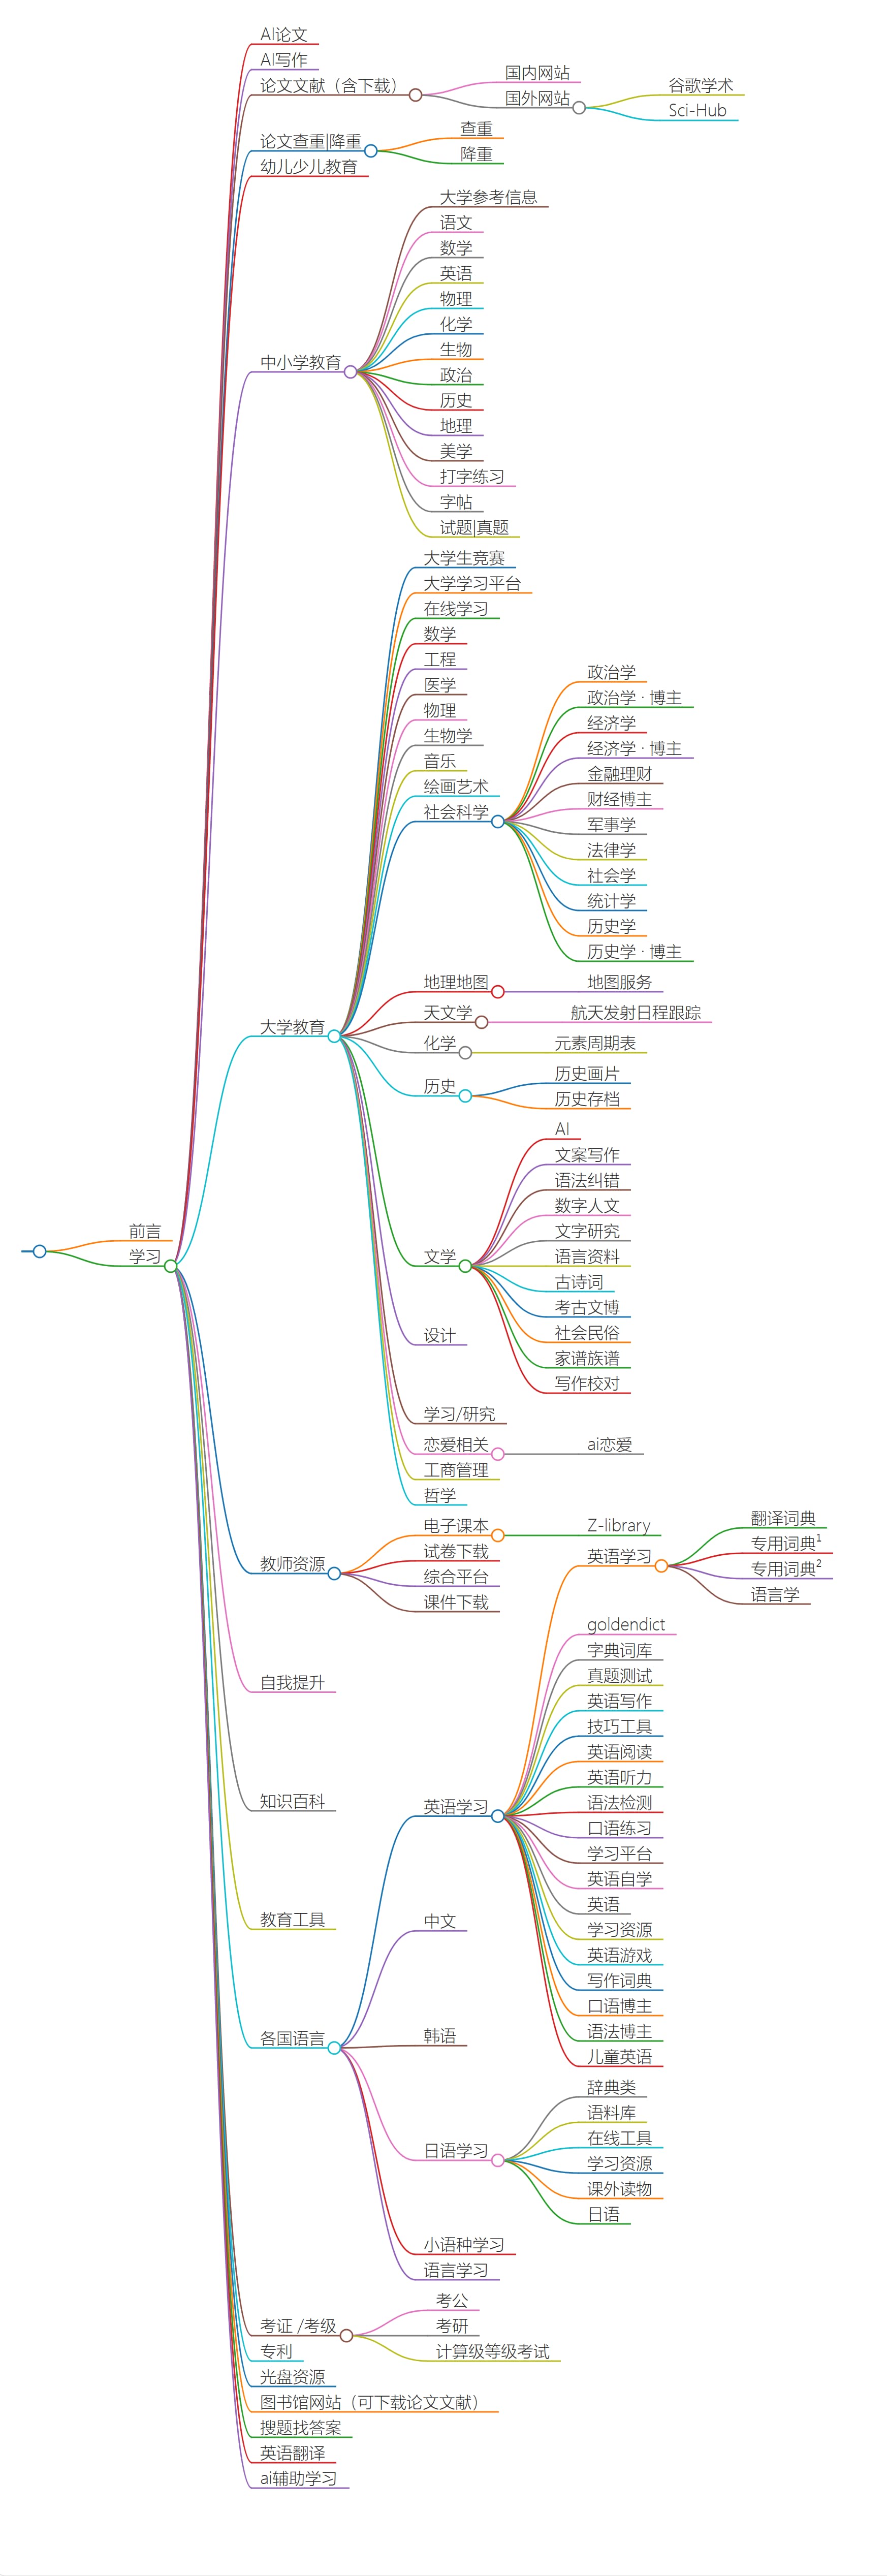 AI论文
AI写作
论文文献（含下载）
国内网站
国外网站
谷歌学术
Sci-Hub
论文查重|降重
查重
降重
幼儿少儿教育
中小学教育
大学参考信息
语文
数学
英语
物理
化学
生物
政治
历史
地理
美学
打字练习
字帖
试题|真题
大学教育
大学生竞赛
大学学习平台
在线学习
数学
工程
医学
物理
生物学
音乐
绘画艺术
社会科学
政治学
政治学 · 博主
经济学
经济学 · 博主
金融理财
财经博主
军事学
法律学
社会学
统计学
历史学
历史学 · 博主
地理地图
地图服务
天文学
航天发射日程跟踪
化学
元素周期表
历史
历史画片
历史存档
文学
AI
文案写作
语法纠错
数字人文
文字研究
语言资料
古诗词
考古文博
社会民俗
家谱族谱
写作校对
设计
学习/研究
恋爱相关
ai恋爱
工商管理
哲学
前言
学习
教师资源
电子课本
Z-library
试卷下载
综合平台
课件下载
自我提升
知识百科
教育工具
各国语言
英语学习
英语学习
翻译词典
专用词典1
专用词典2
语言学
goldendict
字典词库
真题测试
英语写作
技巧工具
英语阅读
英语听力
语法检测
口语练习
学习平台
英语自学
英语
学习资源
英语游戏
写作词典
口语博主
语法博主
儿童英语
中文
韩语
日语学习
辞典类
语料库
在线工具
学习资源
课外读物
日语
小语种学习
语言学习
考证 /考级
考公
考研
计算级等级考试
专利
光盘资源
图书馆网站（可下载论文文献）
搜题找答案
英语翻译
ai辅助学习